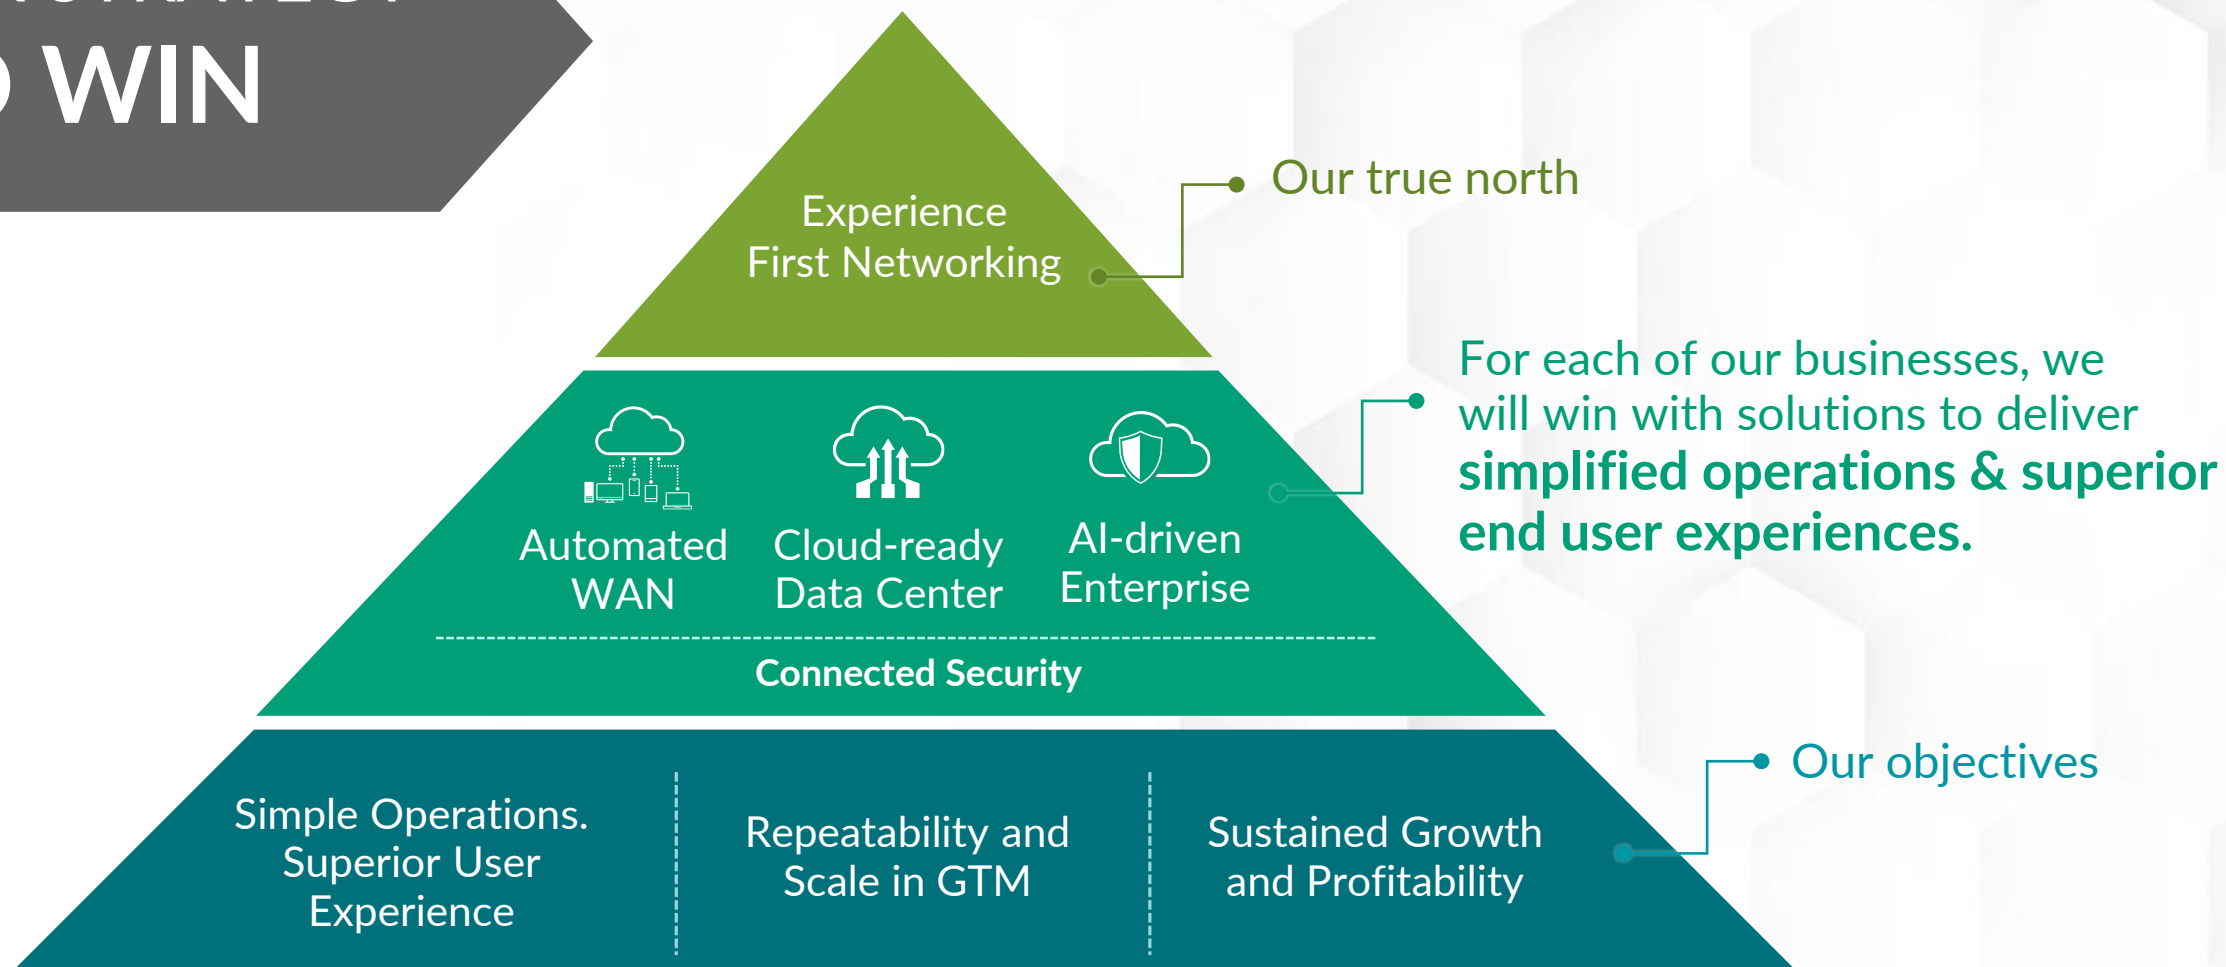 WIN
Experience
First Networking
Our true north
For each of our businesses, we
will win with solutions to deliver
simplified operations & superior
end user experiences.
Automated
WAN
Cloud-ready
Data Center
AI-driven
Enterprise
Connected Security
Our objectives
Simple Operations.
Superior User
Experience
Repeatability and
Scale in GTM
Sustained Growth
and Profitability